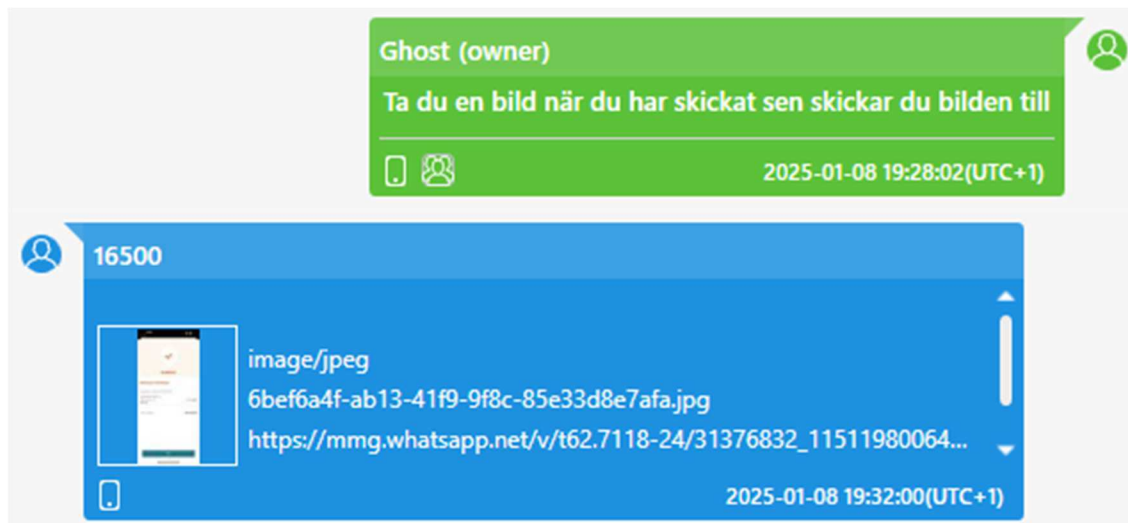 Ghost (owner)
Ta du en bild när du har skickat sen skickar du bilden till
2025-01-08 19:28:02(UTC+1)
16500
image/jpeg
6bef6a4f-ab13-41f9-9f8c-85e33d8e7afa.jpg
https://mmg.whatsapp.net/v/t62.7118-24/31376832_11511980064...
2025-01-08 19:32:00(UTC+1)